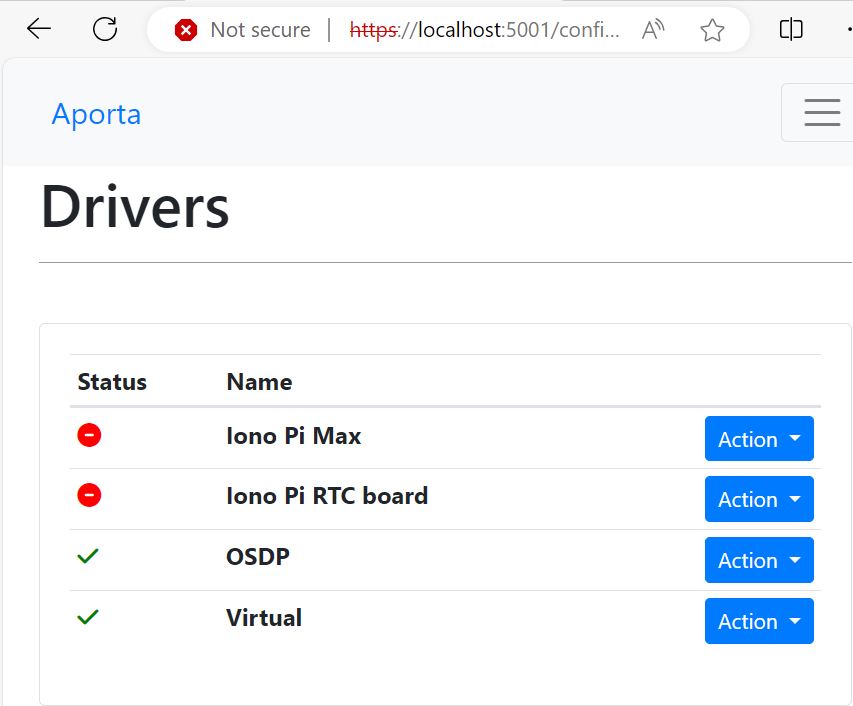 Not secure | https://localhost:5001/confi...
Aporta
Drivers
Status Name
Iono Pi Max Action
Iono Pi RTC board Action
OSDP Action
Virtual Action